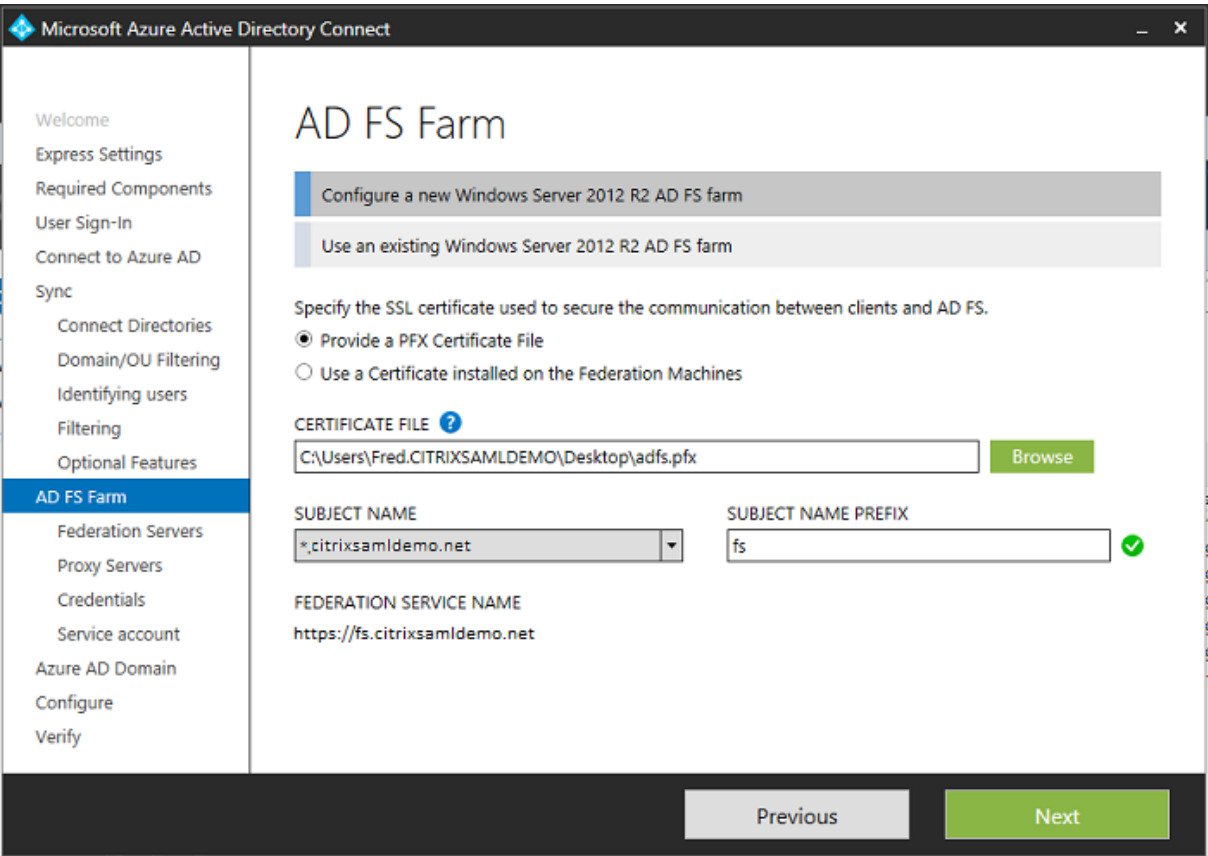 Microsoft Azure Active Directory Connect
Welcome
Express Settings
Required Components
User Sign-In
Connect to Azure AD
Sync
Connect Directories
Domain/OU Filtering
Identifying users
Filtering
Optional Features
AD FS Farm
Federation Servers
Proxy Servers
Credentials
Service account
Azure AD Domain
Configure
Verify
AD FS Farm
Configure a new Windows Server 2012 R2 AD FS farm
Use an existing Windows Server 2012 R2 AD FS farm
Specify the SSL certificate used to secure the communication between clients and AD FS.
Provide a PFX Certificate File
Use a Certificate installed on the Federation Machines
CERTIFICATE FILE ?
C:\Users\Fred.CITRIXSAMLDEMO\Desktop\adfs.pfx
Browse
SUBJECT NAME
*.citrixsamldemo.net
SUBJECT NAME PREFIX
fs
FEDERATION SERVICE NAME
https://fs.citrixsamldemo.net
Previous
Next